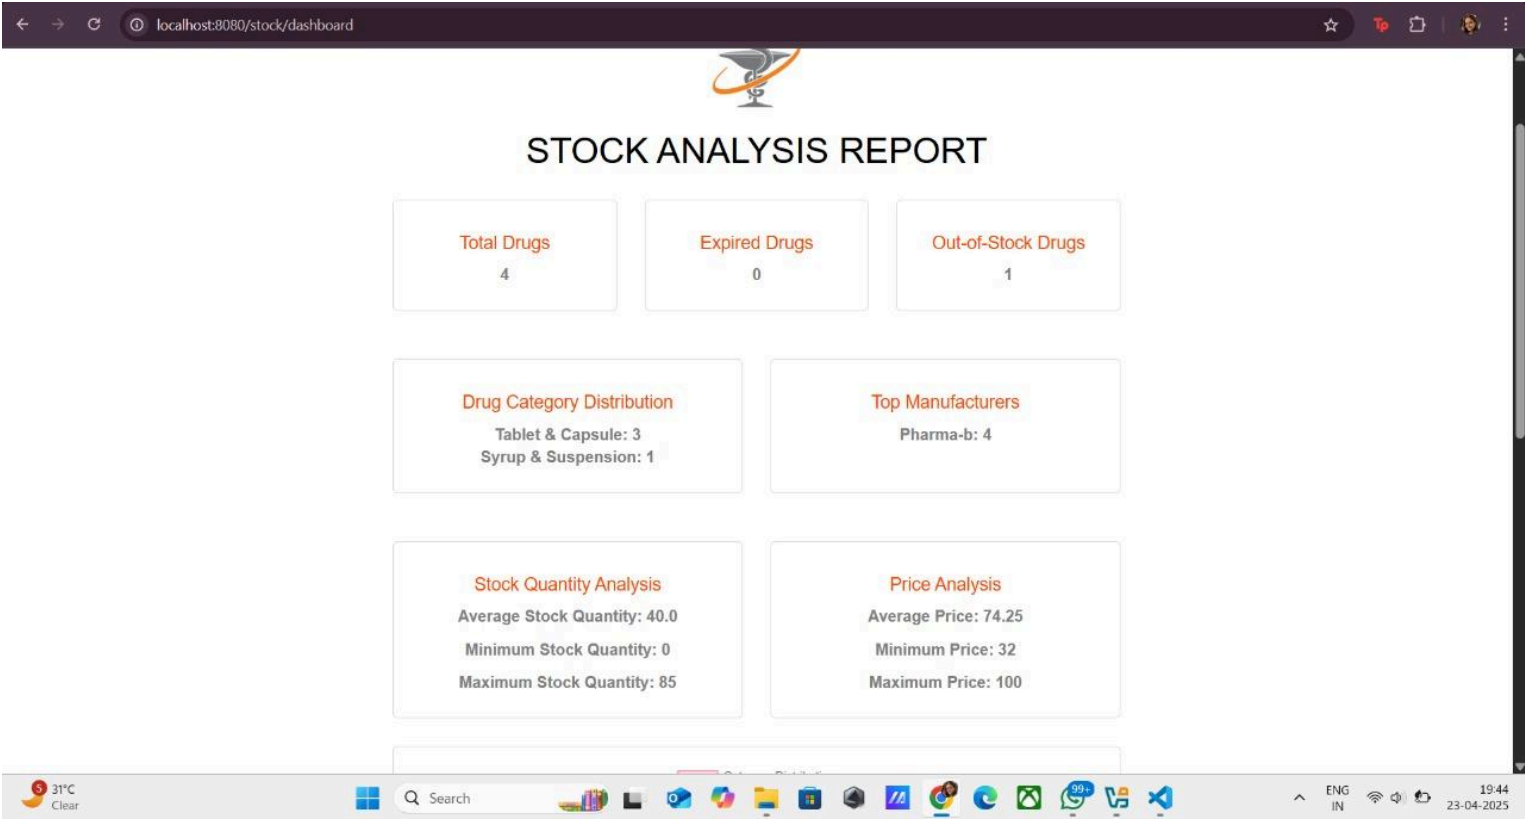 localhost:8080/stock/dashboard
Tp
STOCK ANALYSIS REPORT
Total Drugs
4
Expired Drugs
0
Out-of-Stock Drugs
1
Drug Category Distribution
Tablet & Capsule: 3
Syrup & Suspension: 1
Top Manufacturers
Pharma-b: 4
Stock Quantity Analysis
Average Stock Quantity: 40.0
Minimum Stock Quantity: 0
Maximum Stock Quantity: 85
Price Analysis
Average Price: 74.25
Minimum Price: 32
Maximum Price: 100
5
31°C
Clear
Search
99+
ENG
IN
19:44
23-04-2025